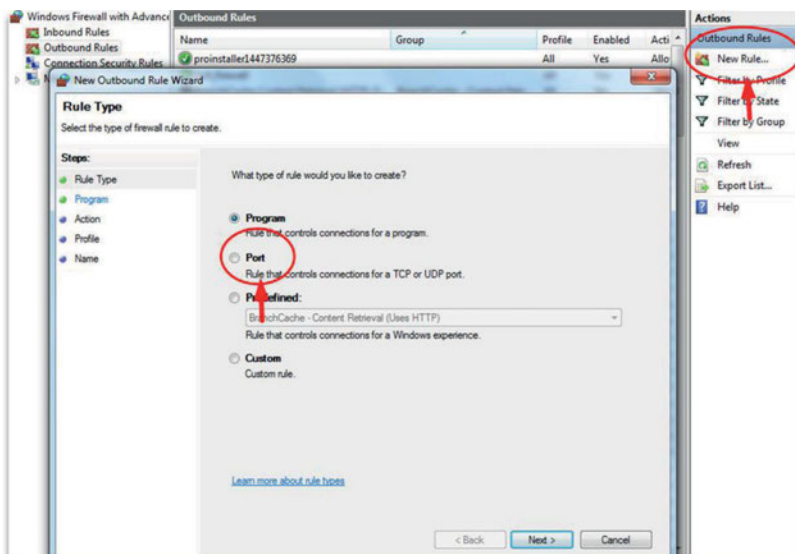 Windows Firewall with Advance
Inbound Rules
Outbound Rules
Connection Security Rules
Outbound Rules
Name Group Profile Enabled Acti
proinstaller1447376369 All Yes Allo
New Outbound Rule Wizard
Rule Type
Select the type of firewall rule to create.
Steps:
Rule Type
Program
Action
Profile
Name
What type of rule would you like to create?
Program
Rule that controls connections for a program.
Port
Rule that controls connections for a TCP or UDP port.
Predefined:
BranchCache - Content Retrieval (Uses HTTP)
Rule that controls connections for a Windows experience.
Custom
Custom rule.
Learn more about rule types
< Back Next > Cancel
Actions
Outbound Rules
New Rule...
Filter by Profile
Filter by State
Filter by Group
View
Refresh
Export List...
Help